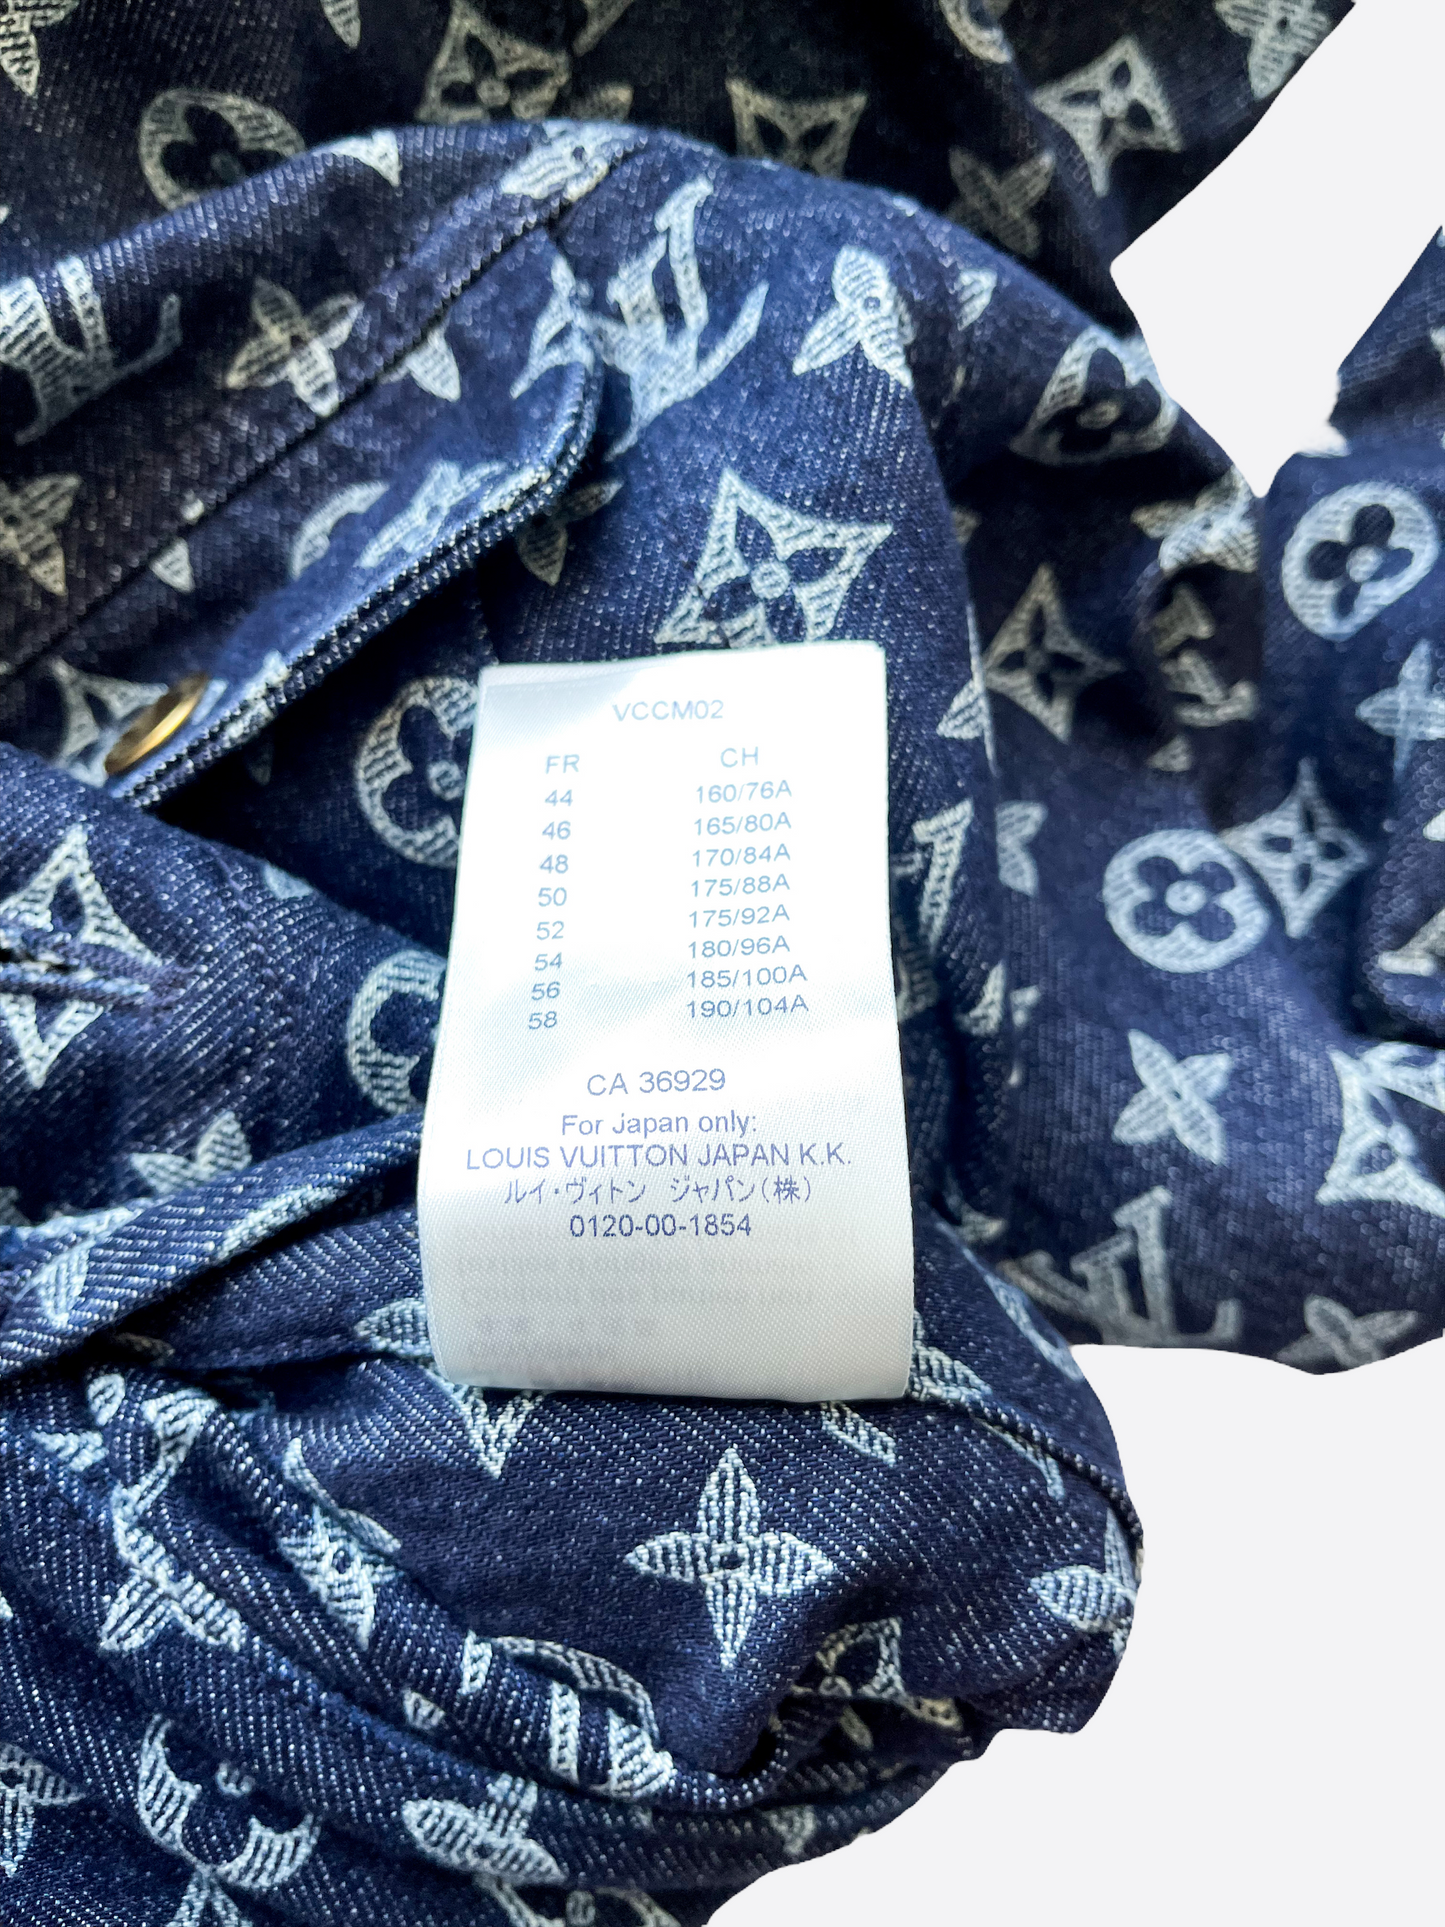 VCCM02
FR CH
44 160/76A
46 165/80A
48 170/84A
50 175/88A
52 175/92A
54 180/96A
56 185/100A
58 190/104A
CA 36929
For Japan only:
LOUIS VUITTON JAPAN K.K.
ルイ・ヴィトン ジャパン(株)
0120-00-1854